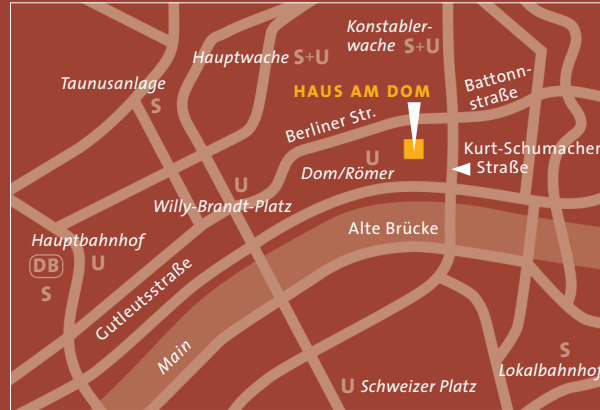 Konstabler-
wache S+U
Hauptwache S+U
Taunusanlage
S
HAUS AM DOM
Battonn-
straße
Berliner Str.
Kurt-Schumacher
Straße
U
Dom/Römer
U
Willy-Brandt-Platz
Alte Brücke
Hauptbahnhof
DB U
S
Gutleutsstraße
Main
S
Lokalbahnhof
U Schweizer Platz